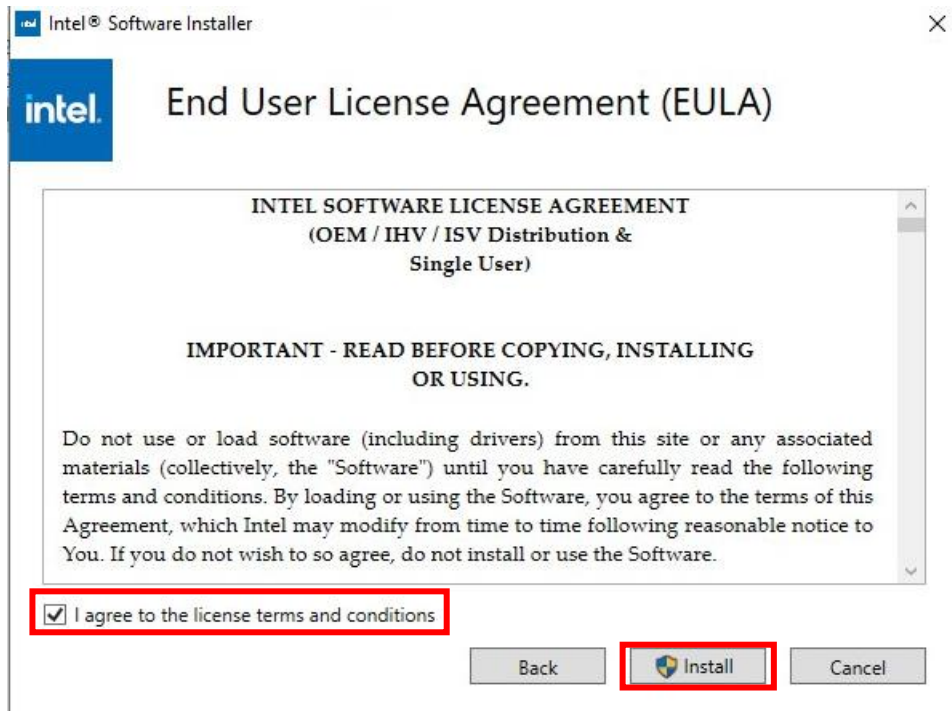 intel Intel® Software Installer
intel.
End User License Agreement (EULA)
INTEL SOFTWARE LICENSE AGREEMENT
(OEM / IHV / ISV Distribution &
Single User)
IMPORTANT - READ BEFORE COPYING, INSTALLING
OR USING.
Do not use or load software (including drivers) from this site or any associated
materials (collectively, the "Software") until you have carefully read the following
terms and conditions. By loading or using the Software, you agree to the terms of this
Agreement, which Intel may modify from time to time following reasonable notice to
You. If you do not wish to so agree, do not install or use the Software.
I agree to the license terms and conditions
Back Install Cancel